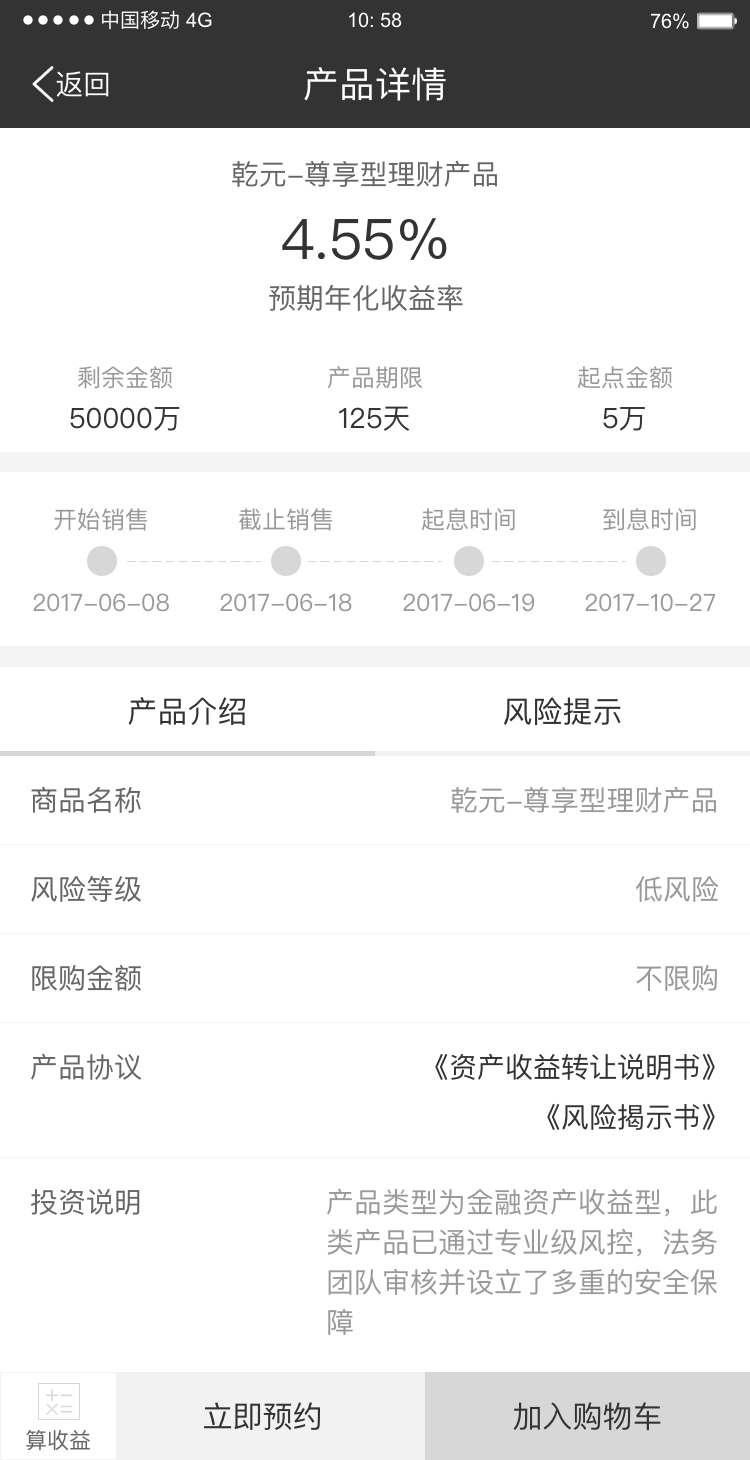 中国移动 4G 10: 58 76%
返回 产品详情
乾元-尊享型理财产品
4.55%
预期年化收益率
剩余金额 产品期限 起点金额
50000万 125天 5万
开始销售 截止销售 起息时间 到息时间
2017-06-08 2017-06-18 2017-06-19 2017-10-27
产品介绍 风险提示
商品名称 乾元-尊享型理财产品
风险等级 低风险
限购金额 不限购
产品协议 《资产收益转让说明书》
《风险揭示书》
投资说明 产品类型为金融资产收益型，此
类产品已通过专业级风控，法务
团队审核并设立了多重的安全保
障
算收益 立即预约 加入购物车